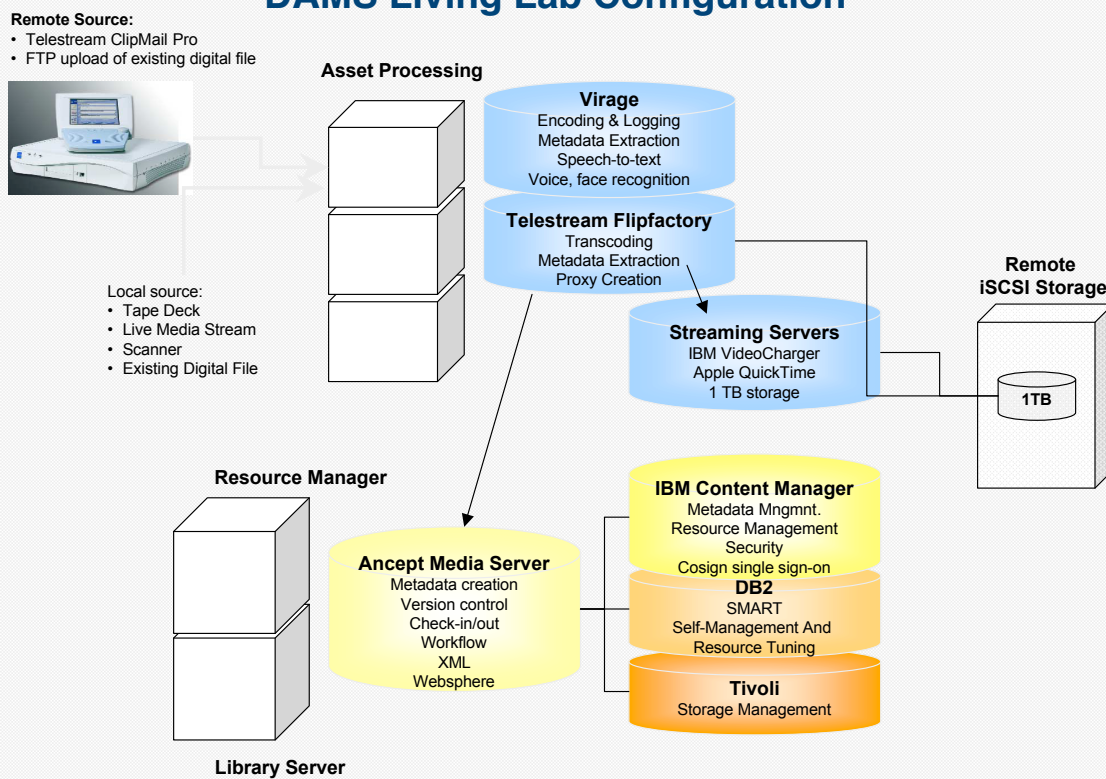 DAMS Living Lab Configuration
Remote Source:
• Telestream ClipMail Pro
• FTP upload of existing digital file
Asset Processing
Virage
Encoding & Logging
Metadata Extraction
Speech-to-text
Voice, face recognition
Telestream Flipfactory
Transcoding
Metadata Extraction
Proxy Creation
Remote
iSCSI Storage
1TB
Local source:
• Tape Deck
• Live Media Stream
• Scanner
• Existing Digital File
Streaming Servers
IBM VideoCharger
Apple QuickTime
1 TB storage
Resource Manager
Ancept Media Server
Metadata creation
Version control
Check-in/out
Workflow
XML
Websphere
IBM Content Manager
Metadata Mngmnt.
Resource Management
Security
Cosign single sign-on
DB2
SMART
Self-Management And
Resource Tuning
Tivoli
Storage Management
Library Server